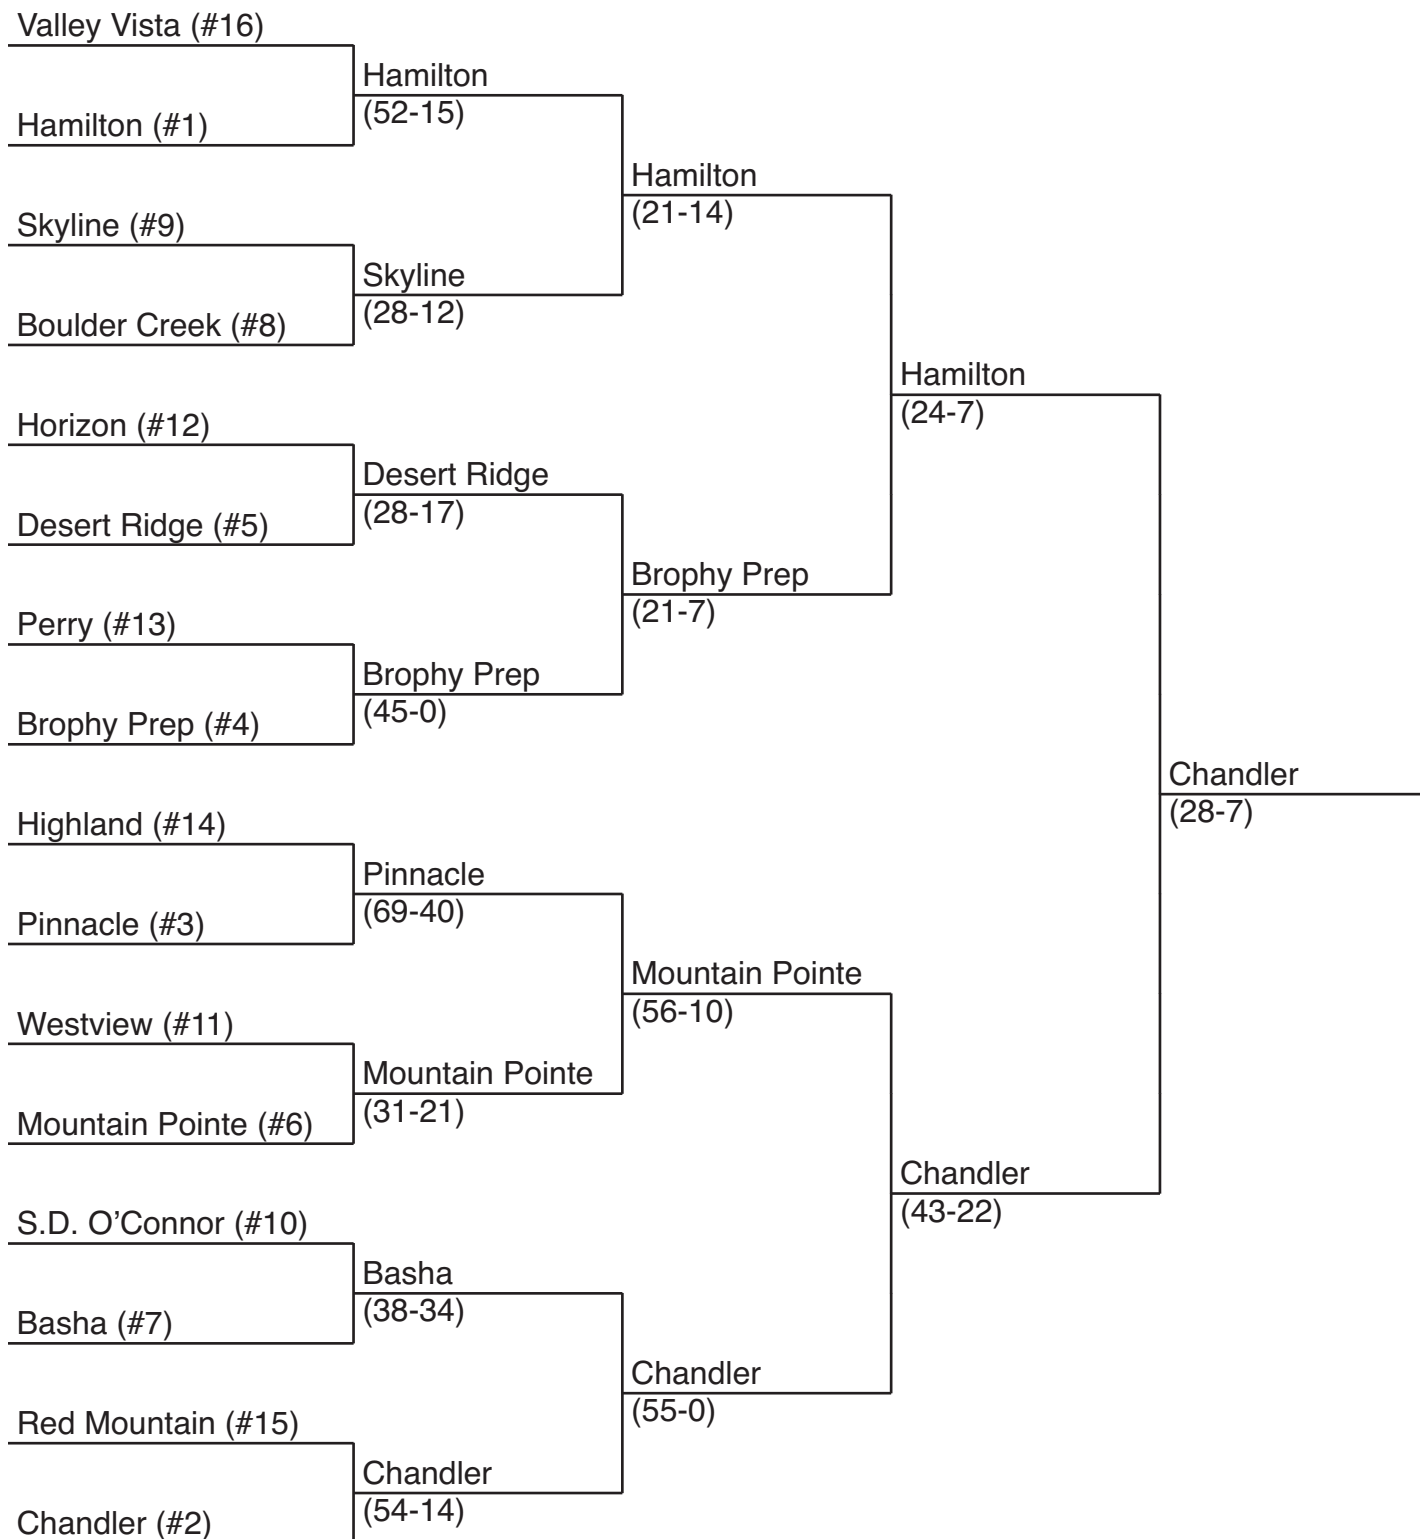 Valley Vista (#16)
Hamilton (#1)
Skyline (#9)
Boulder Creek (#8)
Horizon (#12)
Desert Ridge (#5)
Perry (#13)
Brophy Prep (#4)
Highland (#14)
Pinnacle (#3)
Westview (#11)
Mountain Pointe (#6)
S.D. O'Connor (#10)
Basha (#7)
Red Mountain (#15)
Chandler (#2)
Hamilton
(52-15)
Skyline
(28-12)
Desert Ridge
(28-17)
Brophy Prep
(45-0)
Pinnacle
(69-40)
Mountain Pointe
(31-21)
Basha
(38-34)
Chandler
(54-14)
Hamilton
(21-14)
Brophy Prep
(21-7)
Mountain Pointe
(56-10)
Chandler
(55-0)
Hamilton
(24-7)
Chandler
(43-22)
Chandler
(28-7)